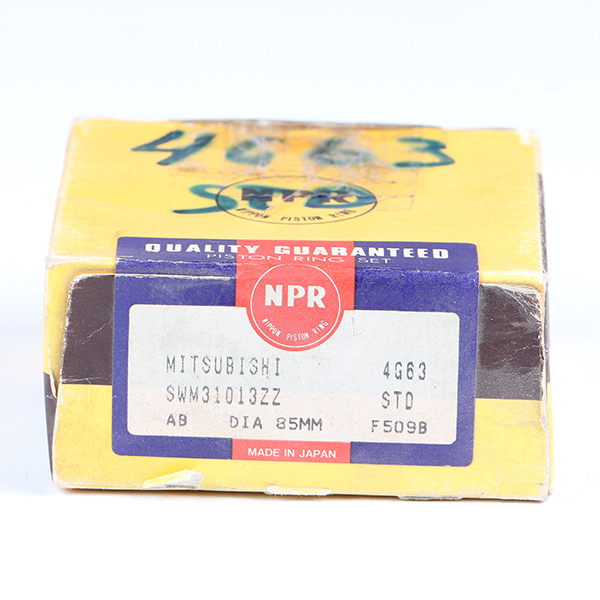 4G63
STD
NPR
NIPPON PISTON RING
QUALITY GUARANTEED
PISTON RING SET
NPR
NIPPON PISTON RING
MITSUBISHI 4G63
SWM31013ZZ STD
AB DIA 85MM F509B
MADE IN JAPAN